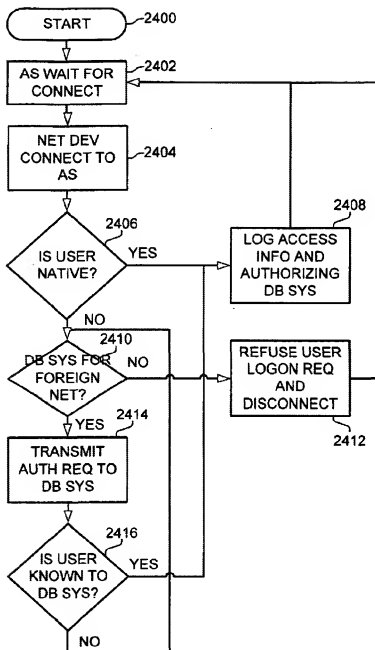 START
2400
AS WAIT FOR
CONNECT
2402
NET DEV
CONNECT TO
AS
2404
IS USER
NATIVE?
2406
YES
LOG ACCESS
INFO AND
AUTHORIZING
DB SYS
2408
NO
DB SYS FOR
FOREIGN
NET?
2410
NO
REFUSE USER
LOGON REQ
AND
DISCONNECT
2412
YES
TRANSMIT
AUTH REQ TO
DB SYS
2414
IS USER
KNOWN TO
DB SYS?
2416
YES
NO